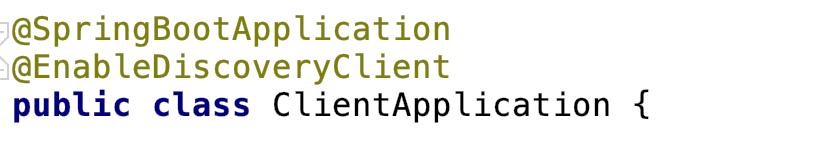 @SpringBootApplication
@EnableDiscoveryClient
public class ClientApplication {